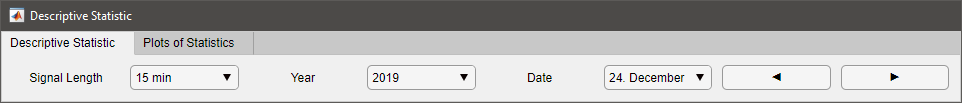 Descriptive Statistic
Descriptive Statistic Plots of Statistics
Signal Length 15 min Year 2019 Date 24. December